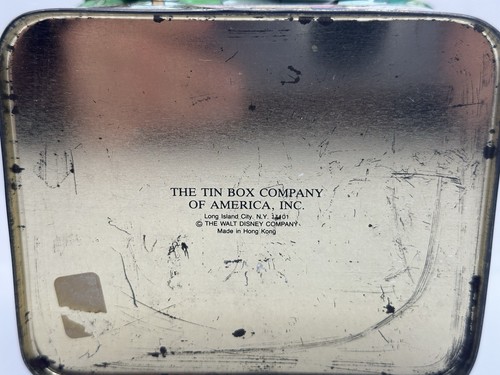 THE TIN BOX COMPANY
OF AMERICA, INC.
Long Island City, N.Y. 11101
© THE WALT DISNEY COMPANY
Made in Hong Kong